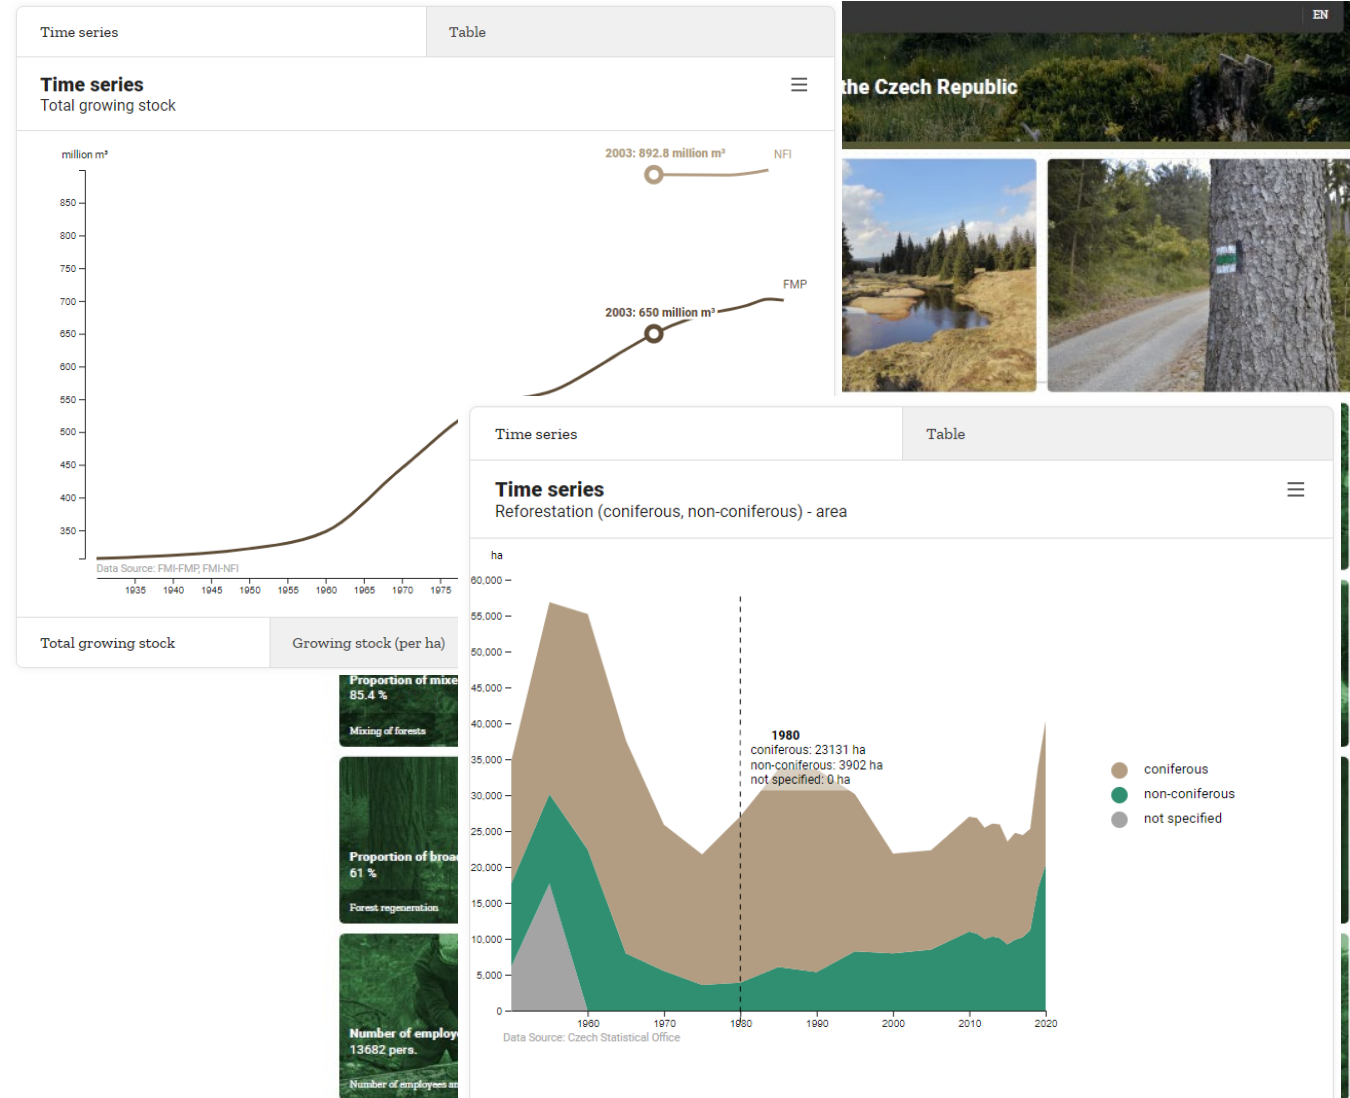 Time series
Table
EN
Time series
Total growing stock
the Czech Republic
million m³
2003: 892.8 million m³
NFI
850
800
750
700
650
600
550
500
450
400
350
FMP
2003: 650 million m³
Data Source: FMI-FMP, FMI-NFI
1935 1940 1945 1950 1955 1960 1965 1970 1975
Total growing stock
Growing stock (per ha)
Time series
Table
Time series
Reforestation (coniferous, non-coniferous) - area
ha
60,000
55,000
50,000
45,000
40,000
35,000
30,000
25,000
20,000
15,000
10,000
5,000
0
1980
coniferous: 23131 ha
non-coniferous: 3902 ha
not specified: 0 ha
coniferous
non-coniferous
not specified
1960 1970 1980 1990 2000 2010 2020
Data Source: Czech Statistical Office
Proportion of mixe
85.4 %
Mixing of forests
Proportion of broa
61 %
Forest regeneration
Number of employ
13682 pers.
Number of employees an